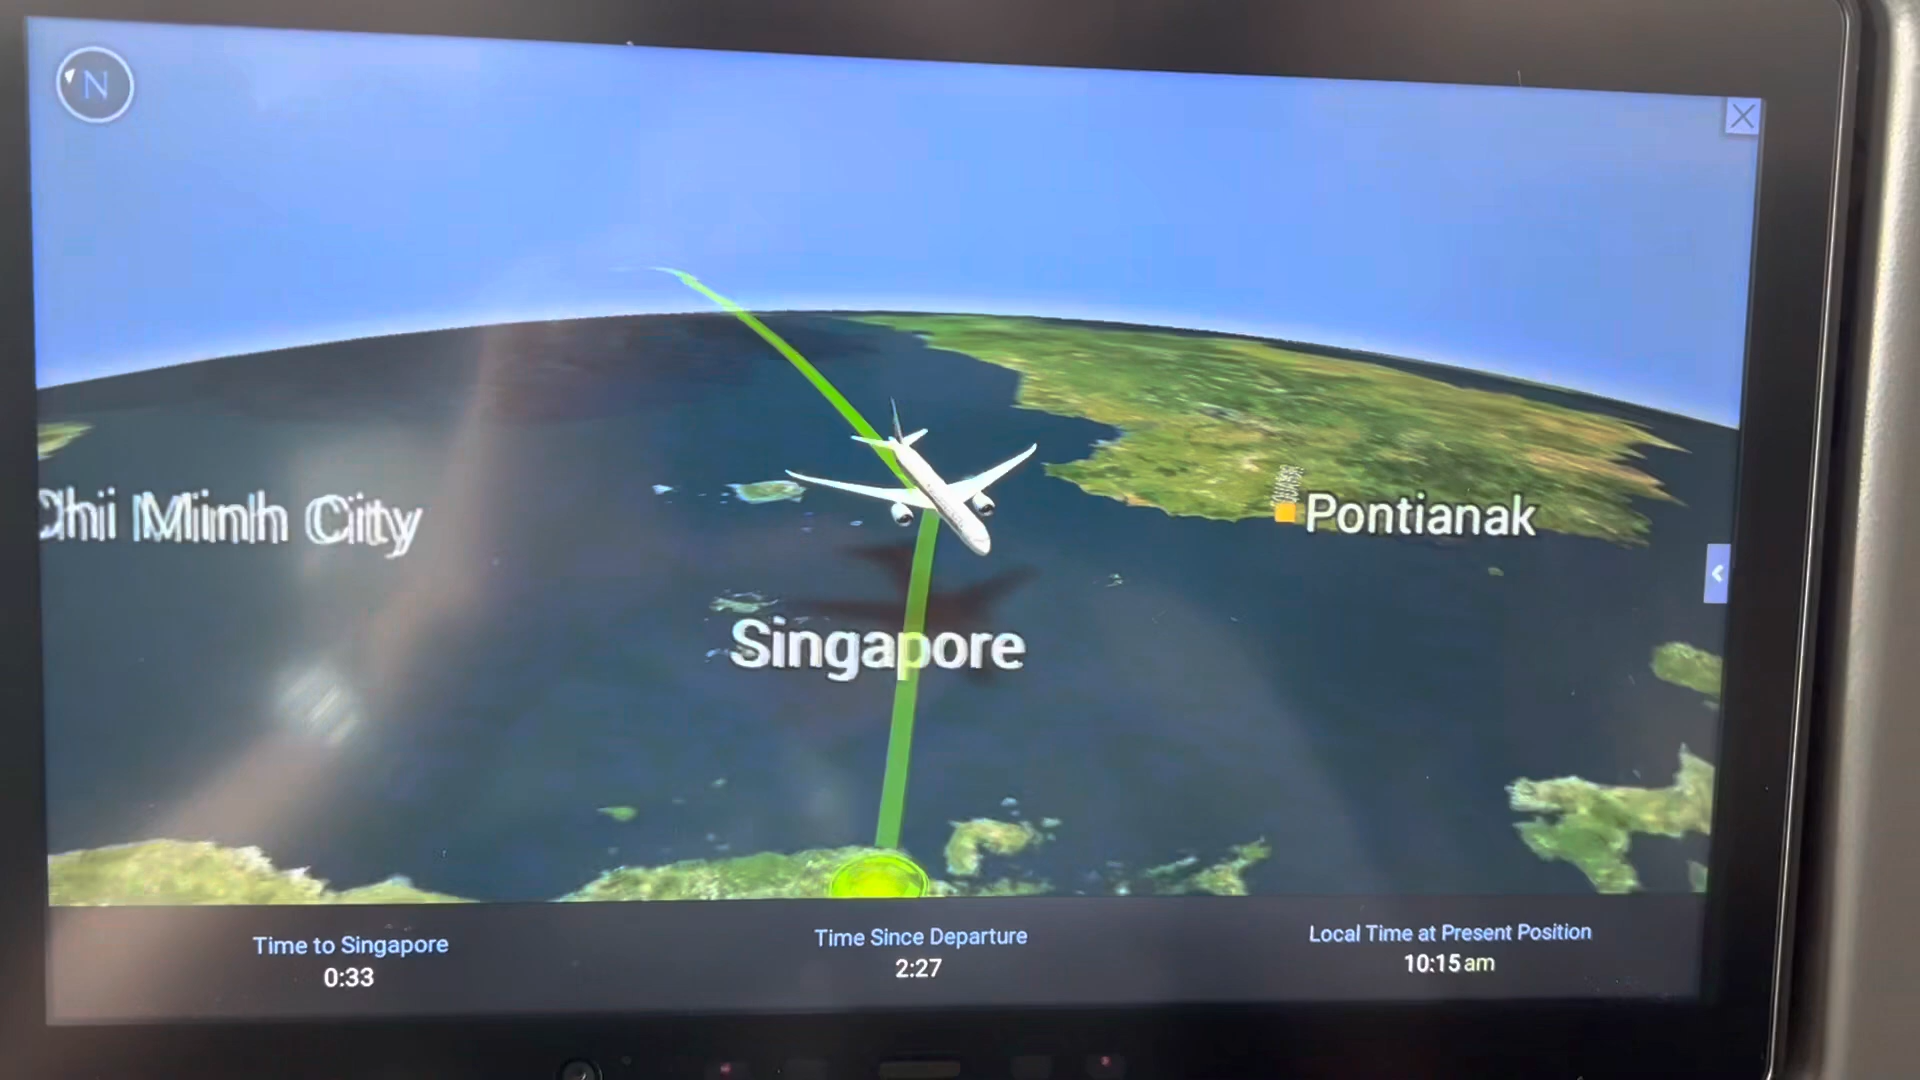 N
Chi Minh City
Pontianak
Singapore
Time to Singapore
0:33
Time Since Departure
2:27
Local Time at Present Position
10:15 am